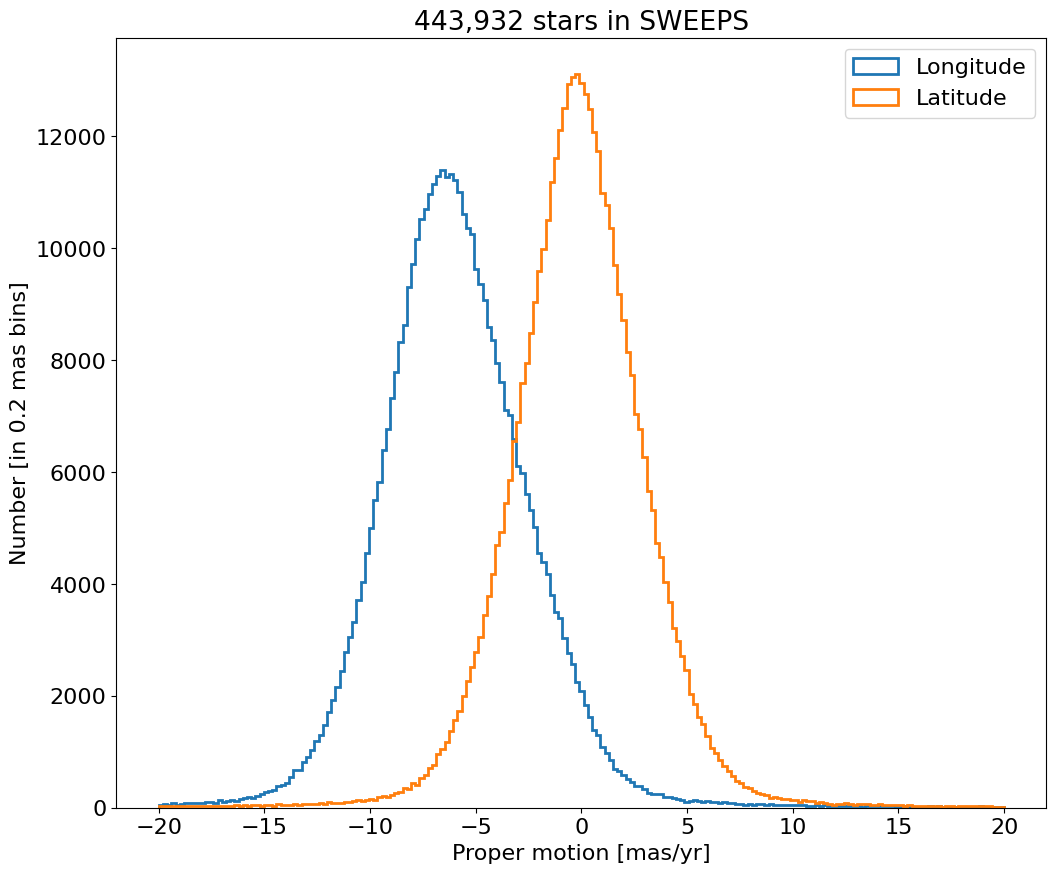 443,932 stars in SWEEPS
Longitude
Latitude
Number [in 0.2 mas bins]
12000
10000
8000
6000
4000
2000
0
−20 −15 −10 −5 0 5 10 15 20
Proper motion [mas/yr]